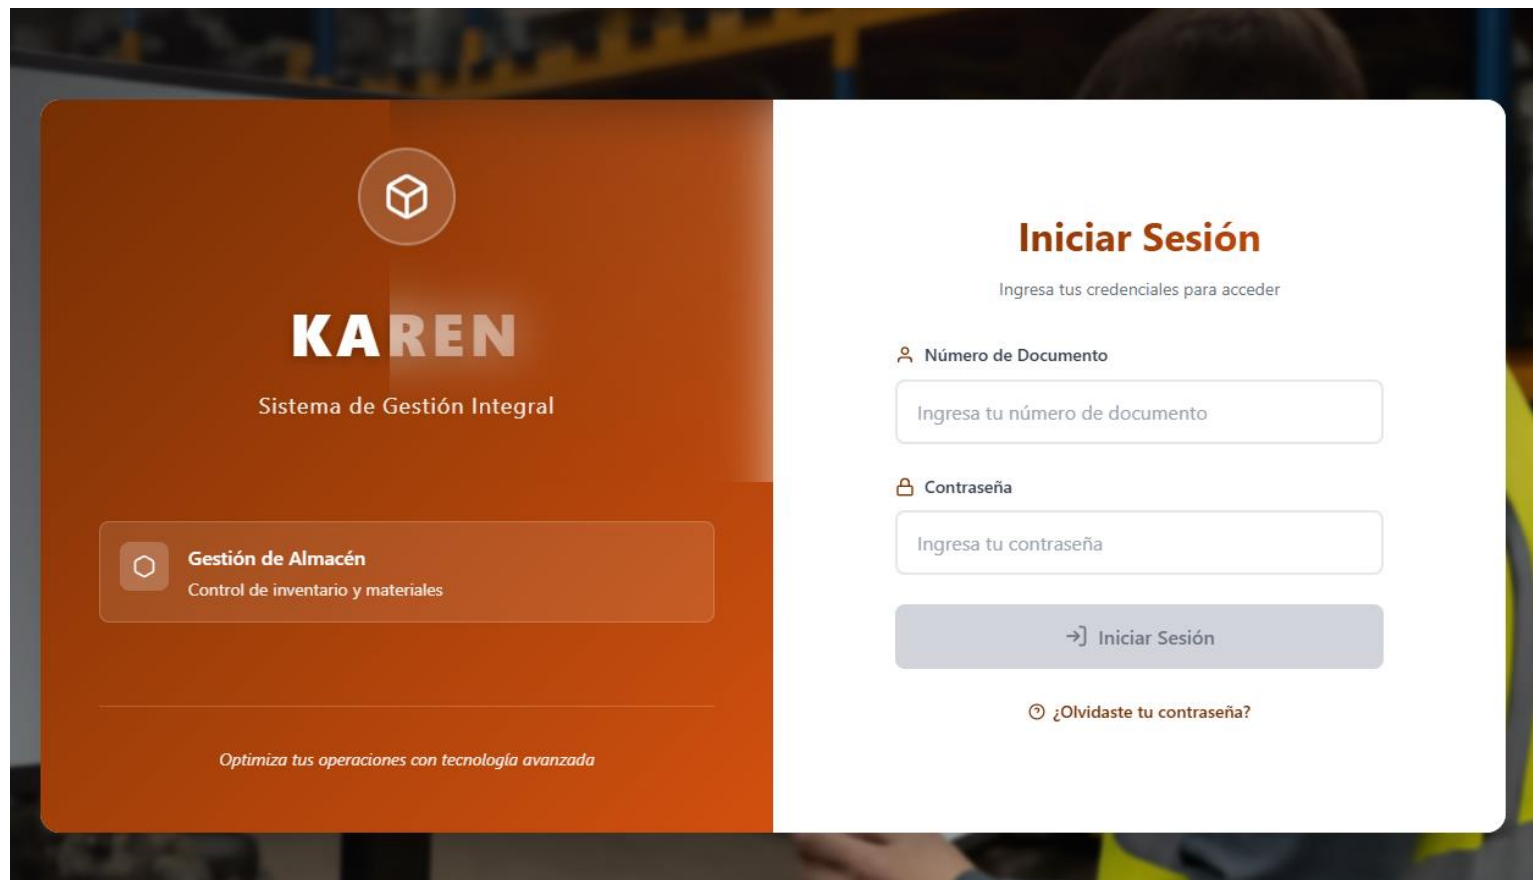 KAREN
Sistema de Gestión Integral
Gestión de Almacén
Control de inventario y materiales
Optimiza tus operaciones con tecnología avanzada
Iniciar Sesión
Ingresa tus credenciales para acceder
Número de Documento
Ingresa tu número de documento
Contraseña
Ingresa tu contraseña
Iniciar Sesión
¿Olvidaste tu contraseña?